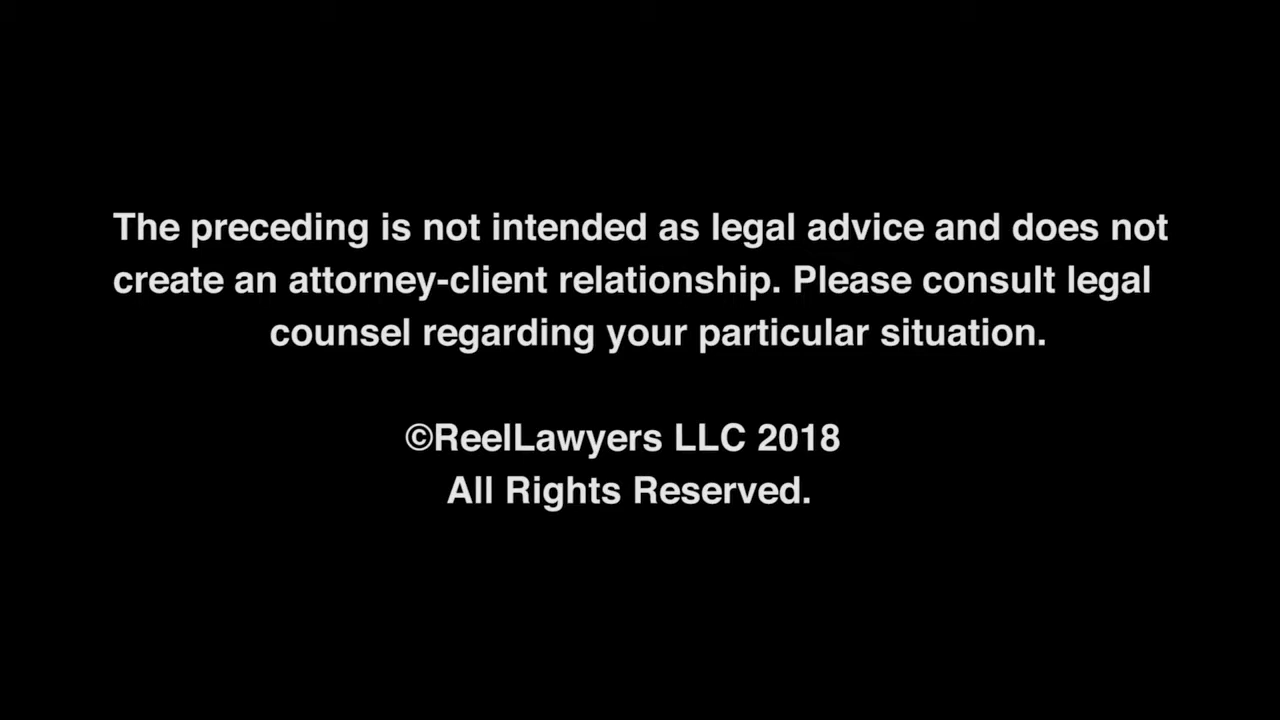 The preceding is not intended as legal advice and does not
create an attorney-client relationship. Please consult legal
counsel regarding your particular situation.
©ReelLawyers LLC 2018
All Rights Reserved.